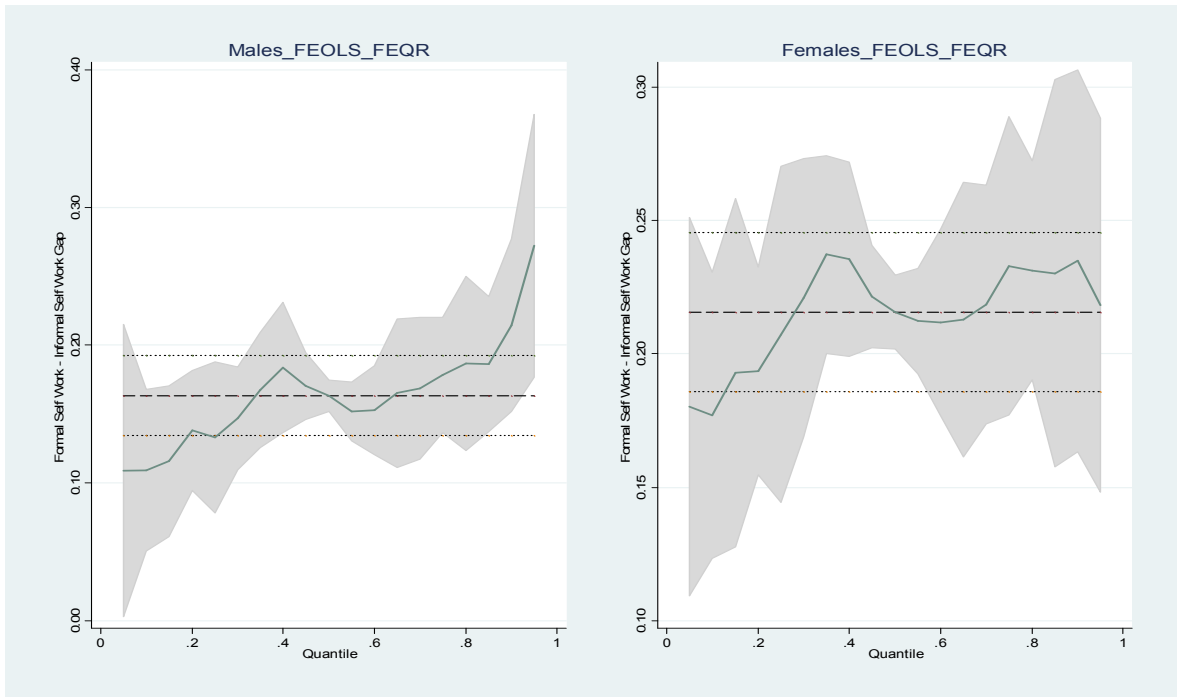 Males_FEOLS_FEQR
Formal Self Work - Informal Self Work Gap
0.40
0.30
0.20
0.10
0.00
0 .2 .4 .6 .8 1
Quantile
Females_FEOLS_FEQR
Formal Self Work - Informal Self Work Gap
0.30
0.25
0.20
0.15
0.10
0 .2 .4 .6 .8 1
Quantile